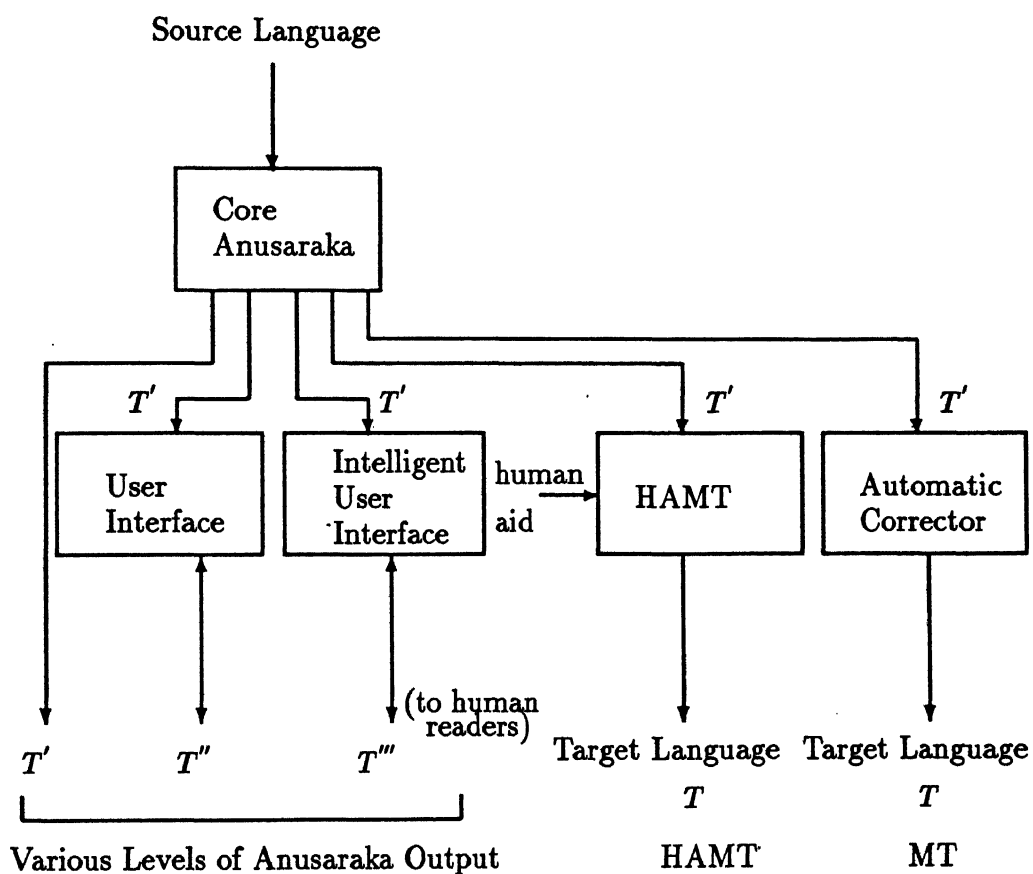 Source Language
Core
Anusaraka
T′ T′ T′ T′
User
Interface
Intelligent
User
Interface
human
aid
HAMT
Automatic
Corrector
(to human
readers)
T′ T″ T‴
Target Language
T
Target Language
T
Various Levels of Anusaraka Output
HAMT
MT